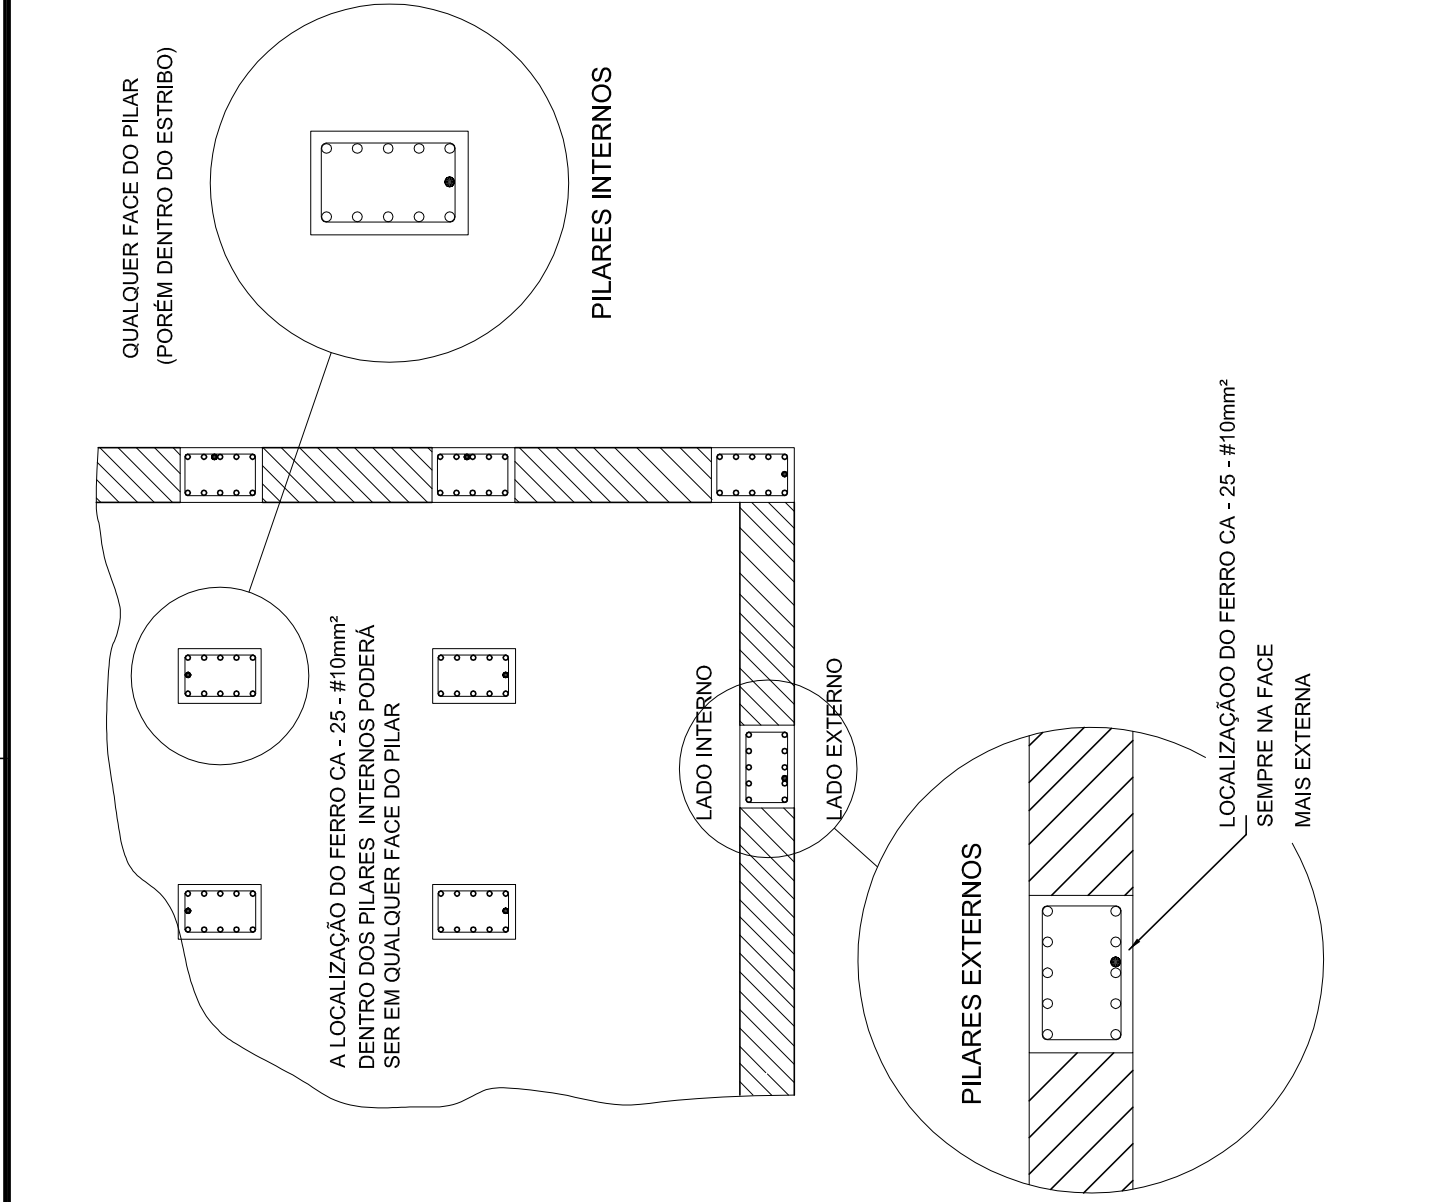 QUALQUER FACE DO PILAR
(PORÉM DENTRO DO ESTRIBO)
PILARES INTERNOS
A LOCALIZAÇÃO DO FERRO CA - 25 - #10mm²
DENTRO DOS PILARES INTERNOS PODERÁ
SER EM QUALQUER FACE DO PILAR
LADO INTERNO
LADO EXTERNO
PILARES EXTERNOS
LOCALIZAÇÃOO DO FERRO CA - 25 - #10mm²
SEMPRE NA FACE
MAIS EXTERNA